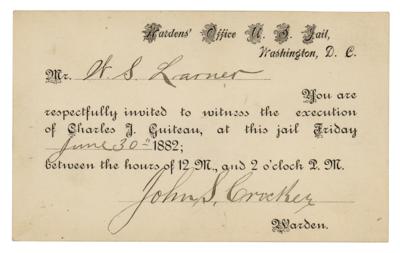 Wardens' Office U. S. Jail,
Washington, D. C.
Mr. W. S. Larner
You are
respectfully invited to witness the execution
of Charles J. Guiteau, at this jail Friday
June 30th 1882;
between the hours of 12 M., and 2 o'clock P. M.
John S. Crocker
Warden.